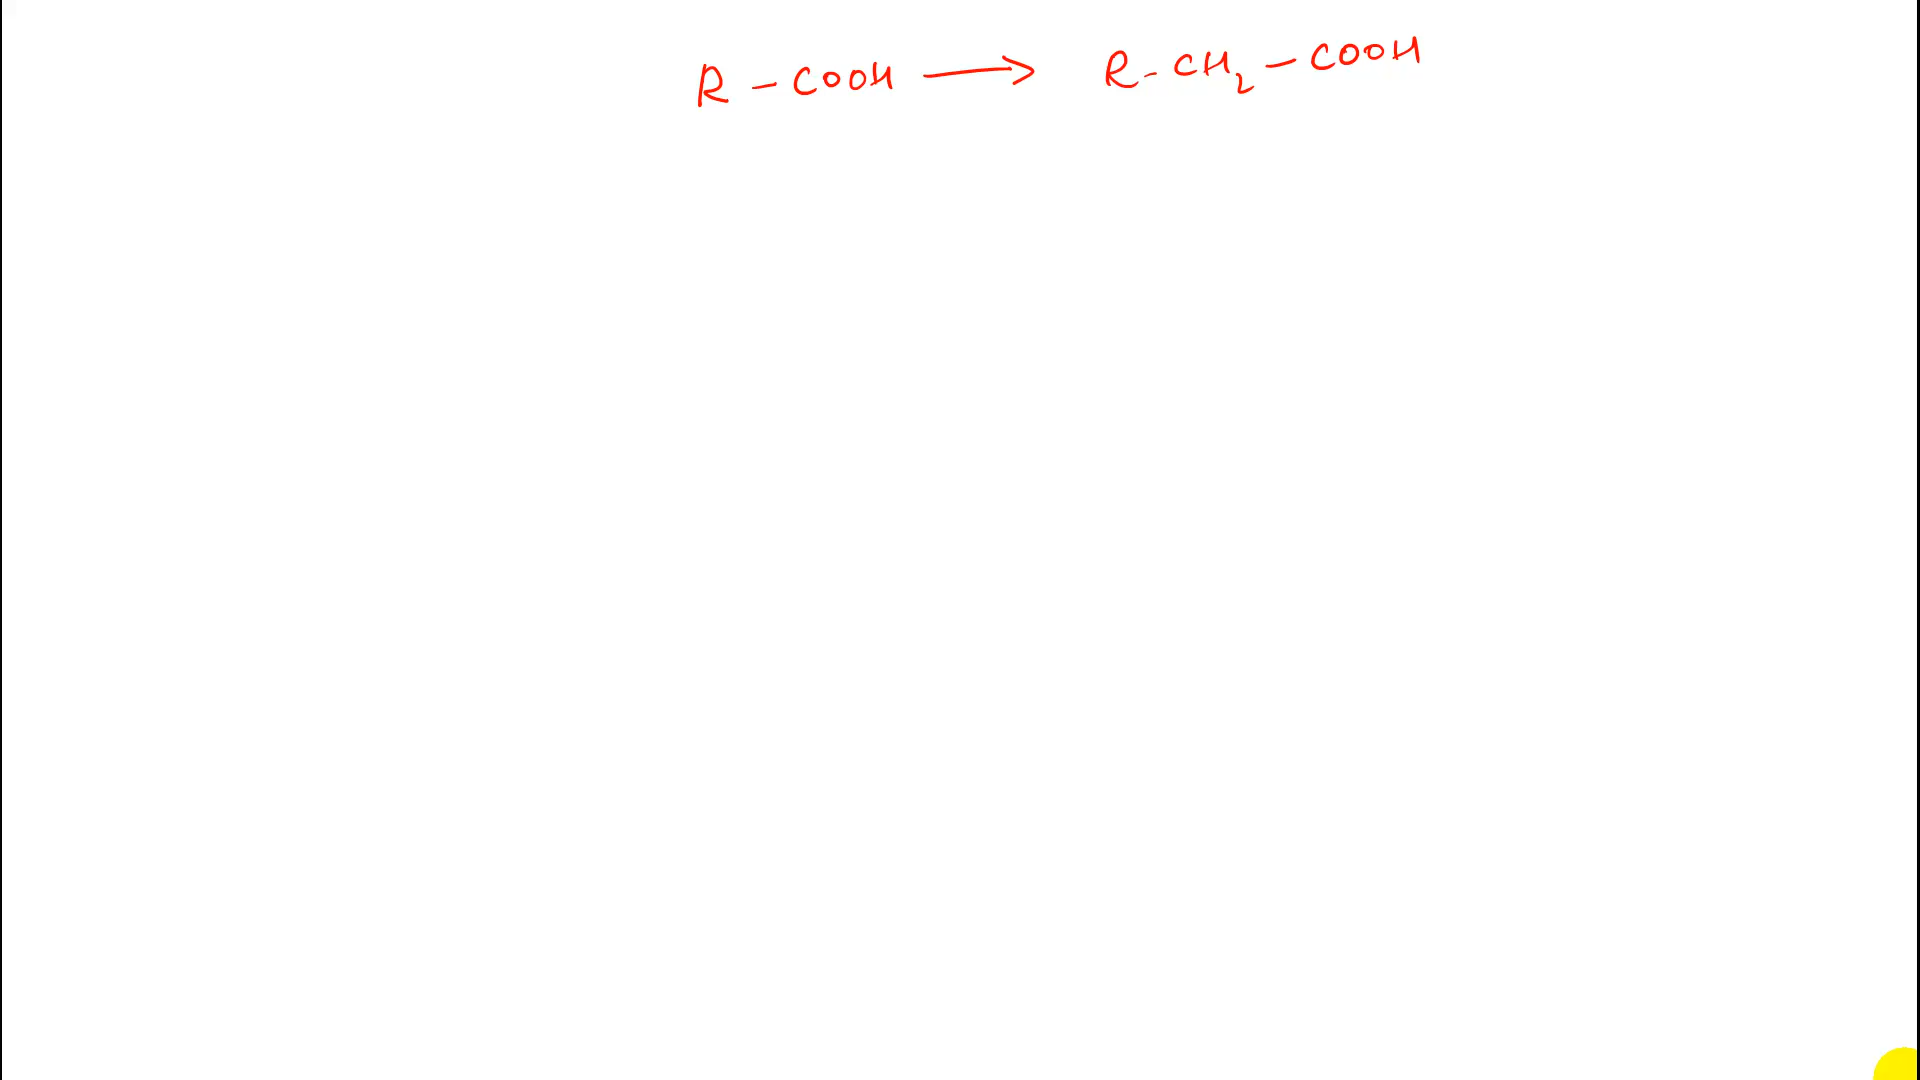 R - COOH ⟶ R - CH₂ - COOH